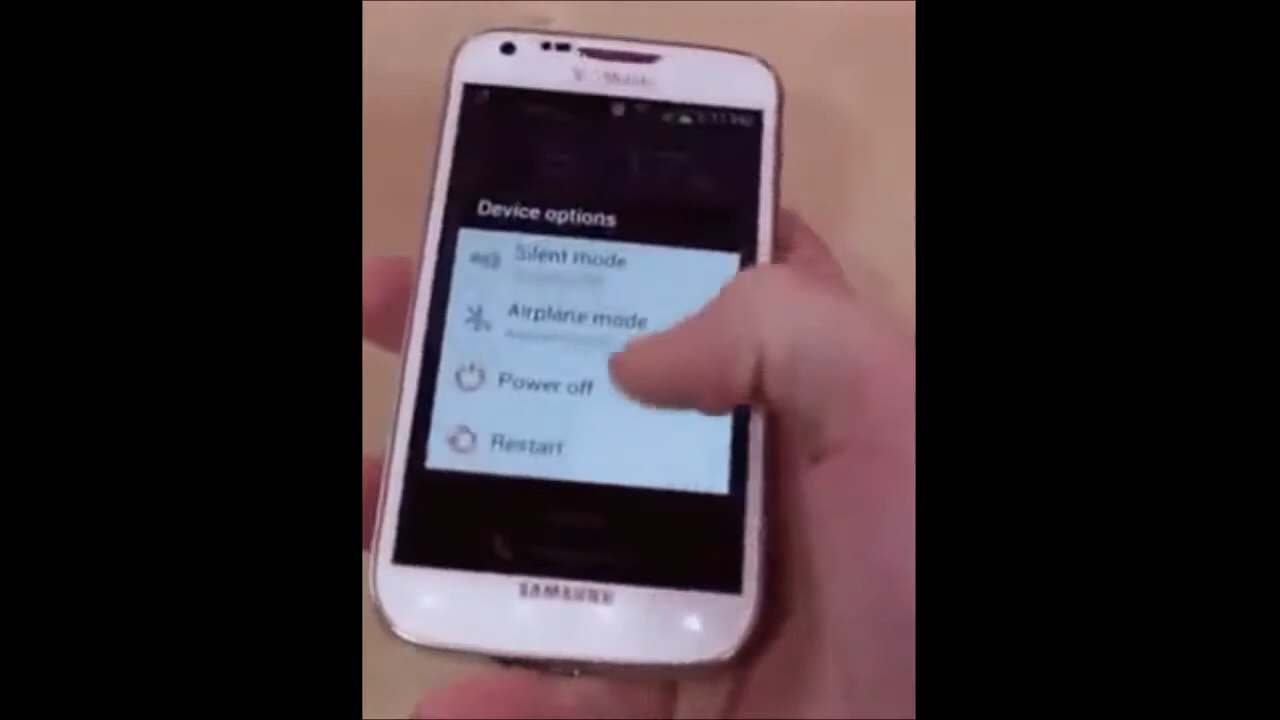 T Mobile
Device options
Silent mode
Airplane mode
Power off
Restart
SAMSUNG